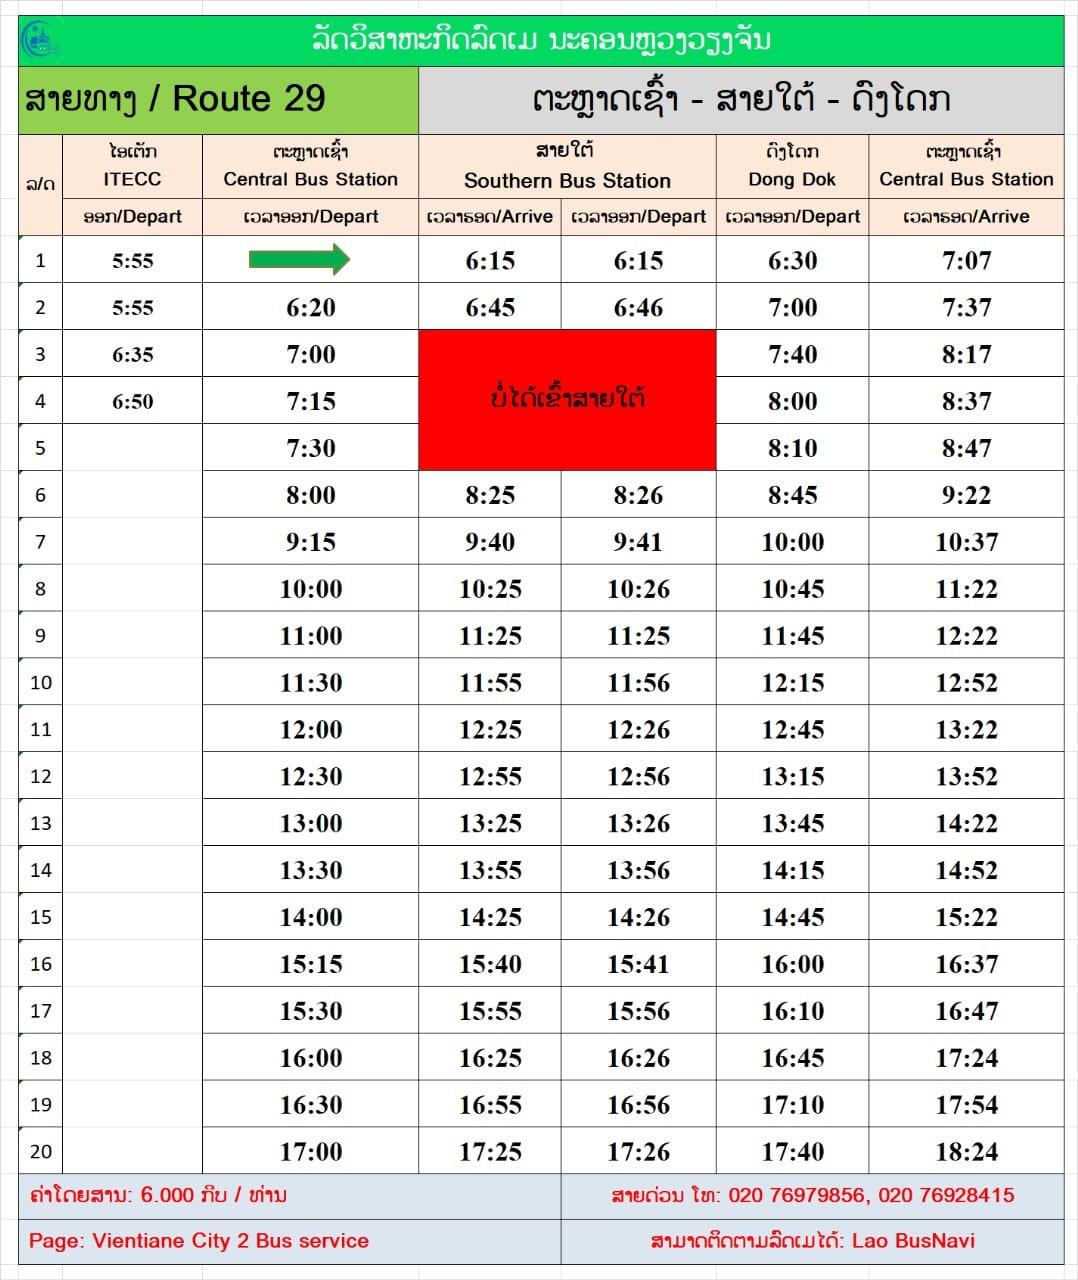 ລັດວິສາຫະກິດລົດເມ ນະຄອນຫຼວງວຽງຈັນ
ສາຍທາງ / Route 29 ຕະຫຼາດເຊົ້າ - ສາຍໃຕ້ - ດົງໂດກ
ລ/ດ ໄອເຕັກ ຕະຫຼາດເຊົ້າ ສາຍໃຕ້ ດົງໂດກ ຕະຫຼາດເຊົ້າ
ITECC Central Bus Station Southern Bus Station Dong Dok Central Bus Station
ອອກ/Depart ເວລາອອກ/Depart ເວລາຮອດ/Arrive ເວລາອອກ/Depart ເວລາອອກ/Depart ເວລາຮອດ/Arrive
1 5:55 6:15 6:15 6:30 7:07
2 5:55 6:20 6:45 6:46 7:00 7:37
3 6:35 7:00 7:40 8:17
4 6:50 7:15 ບໍ່ໄດ້ເຂົ້າສາຍໃຕ້ 8:00 8:37
5 7:30 8:10 8:47
6 8:00 8:25 8:26 8:45 9:22
7 9:15 9:40 9:41 10:00 10:37
8 10:00 10:25 10:26 10:45 11:22
9 11:00 11:25 11:25 11:45 12:22
10 11:30 11:55 11:56 12:15 12:52
11 12:00 12:25 12:26 12:45 13:22
12 12:30 12:55 12:56 13:15 13:52
13 13:00 13:25 13:26 13:45 14:22
14 13:30 13:55 13:56 14:15 14:52
15 14:00 14:25 14:26 14:45 15:22
16 15:15 15:40 15:41 16:00 16:37
17 15:30 15:55 15:56 16:10 16:47
18 16:00 16:25 16:26 16:45 17:24
19 16:30 16:55 16:56 17:10 17:54
20 17:00 17:25 17:26 17:40 18:24
ຄ່າໂດຍສານ: 6.000 ກີບ / ທ່ານ ສາຍດ່ວນ ໂທ: 020 76979856, 020 76928415
Page: Vientiane City 2 Bus service ສາມາດຕິດຕາມລົດເມໄດ້: Lao BusNavi